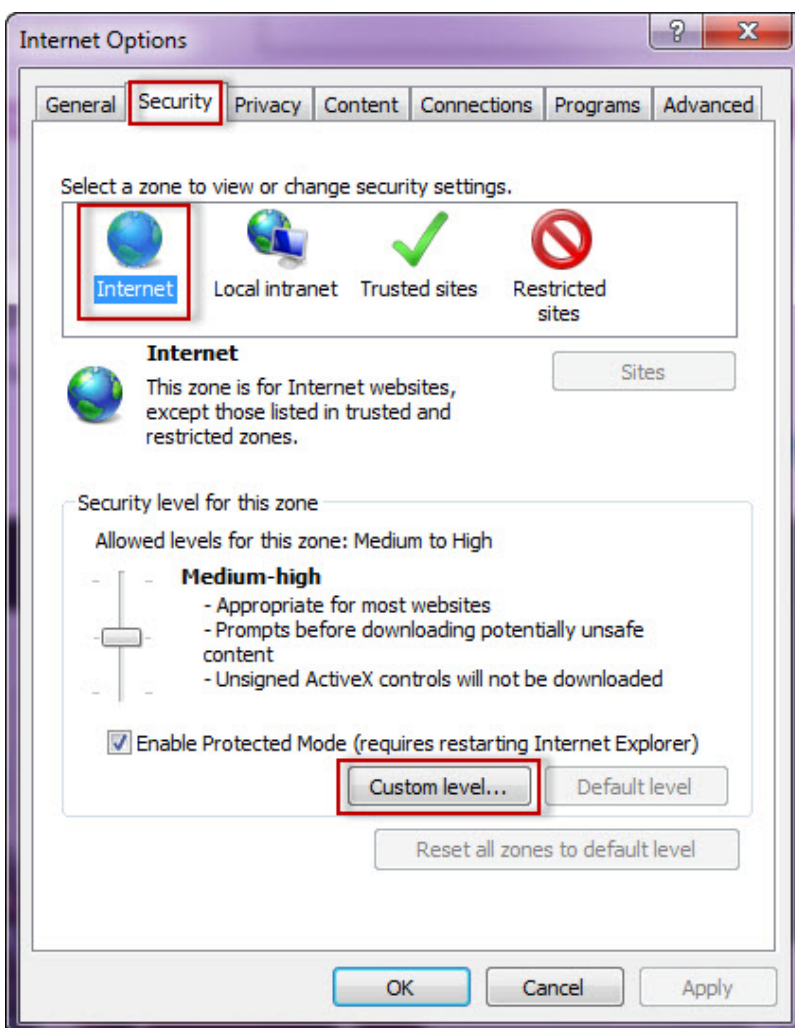 Internet Options
?
X
General Security Privacy Content Connections Programs Advanced
Select a zone to view or change security settings.
Internet Local intranet Trusted sites Restricted
sites
Internet
Sites
This zone is for Internet websites,
except those listed in trusted and
restricted zones.
Security level for this zone
Allowed levels for this zone: Medium to High
Medium-high
- Appropriate for most websites
- Prompts before downloading potentially unsafe
content
- Unsigned ActiveX controls will not be downloaded
Enable Protected Mode (requires restarting Internet Explorer)
Custom level... Default level
Reset all zones to default level
OK Cancel Apply